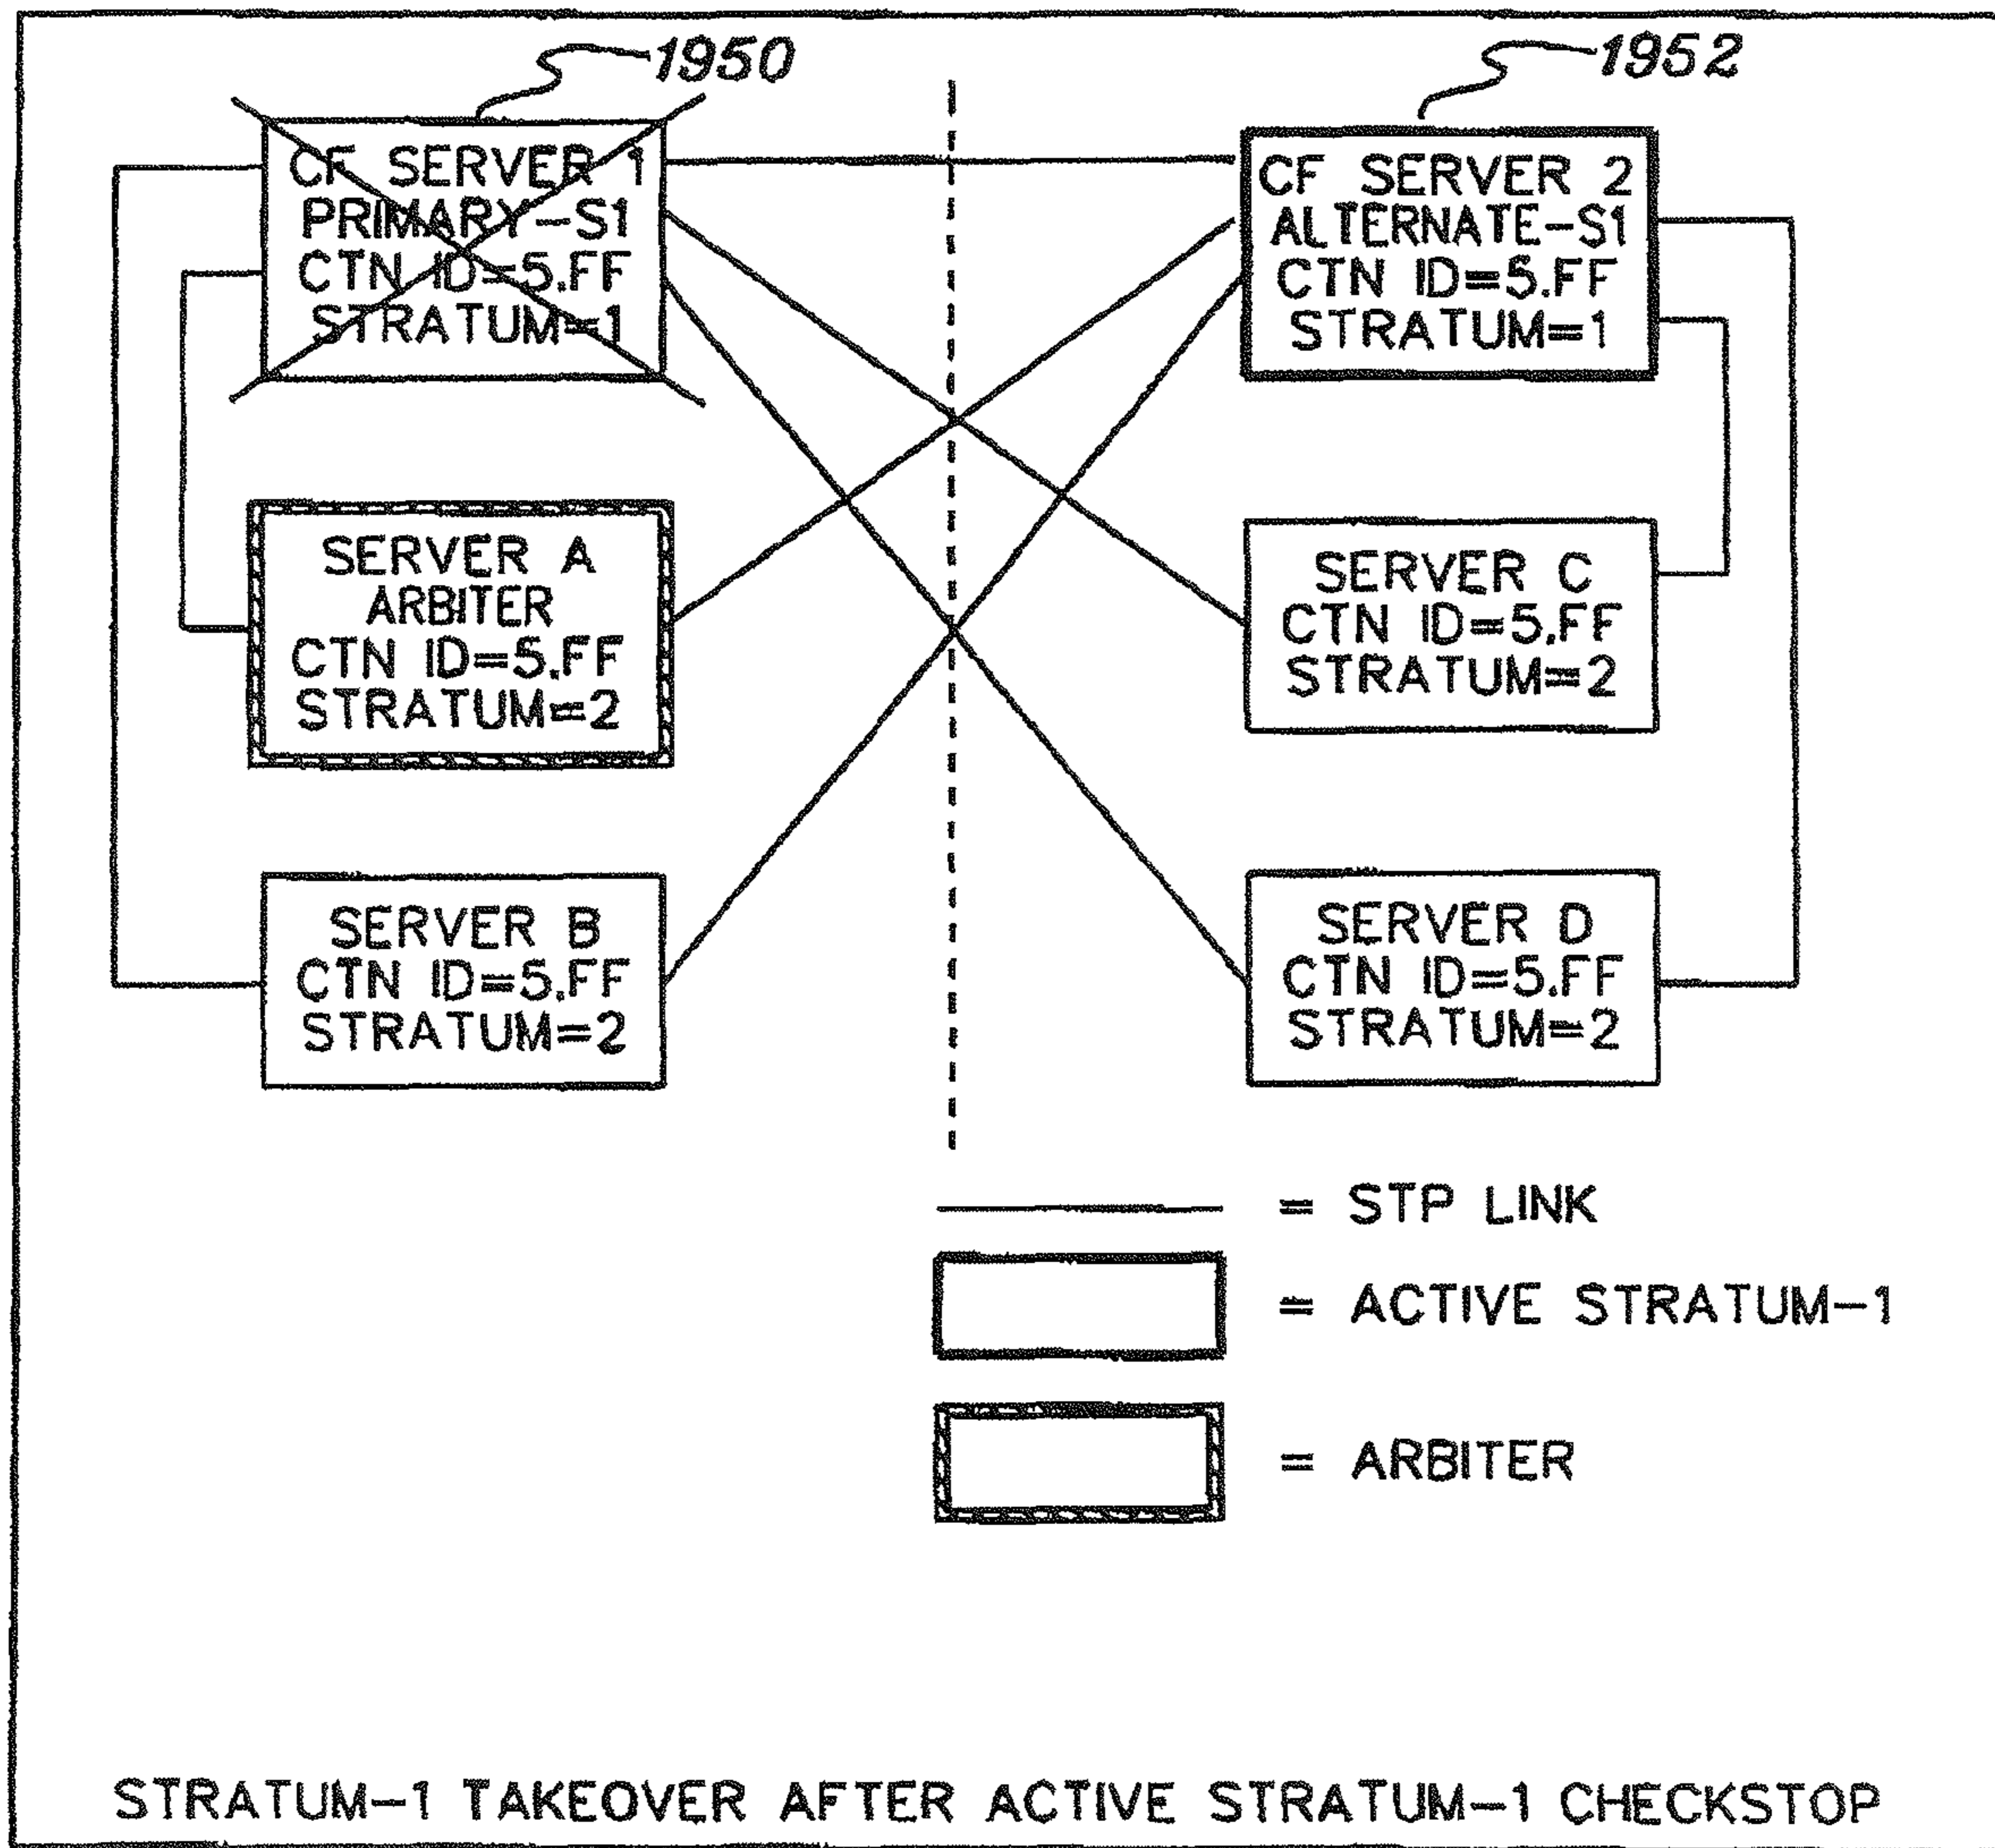 1950
CF SERVER 1
PRIMARY-S1
CTN ID=5.FF
STRATUM=1
1952
CF SERVER 2
ALTERNATE-S1
CTN ID=5.FF
STRATUM=1
SERVER A
ARBITER
CTN ID=5.FF
STRATUM=2
SERVER C
CTN ID=5.FF
STRATUM=2
SERVER B
CTN ID=5.FF
STRATUM=2
SERVER D
CTN ID=5.FF
STRATUM=2
= STP LINK
= ACTIVE STRATUM-1
= ARBITER
STRATUM-1 TAKEOVER AFTER ACTIVE STRATUM-1 CHECKSTOP